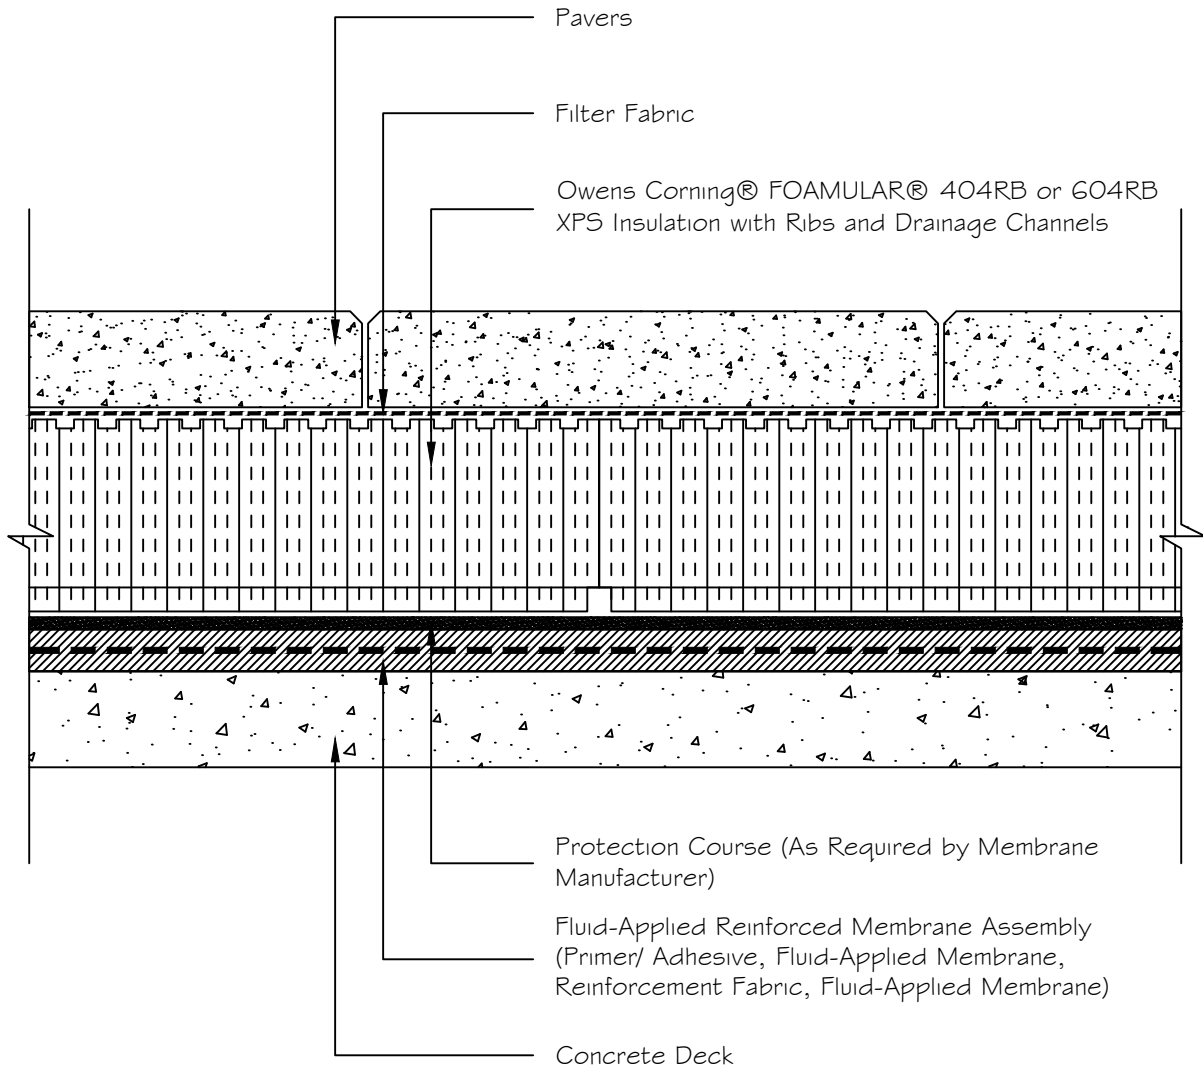 Pavers
Filter Fabric
Owens Corning® FOAMULAR® 404RB or 604RB
XPS Insulation with Ribs and Drainage Channels
Protection Course (As Required by Membrane
Manufacturer)
Fluid-Applied Reinforced Membrane Assembly
(Primer/ Adhesive, Fluid-Applied Membrane,
Reinforcement Fabric, Fluid-Applied Membrane)
Concrete Deck